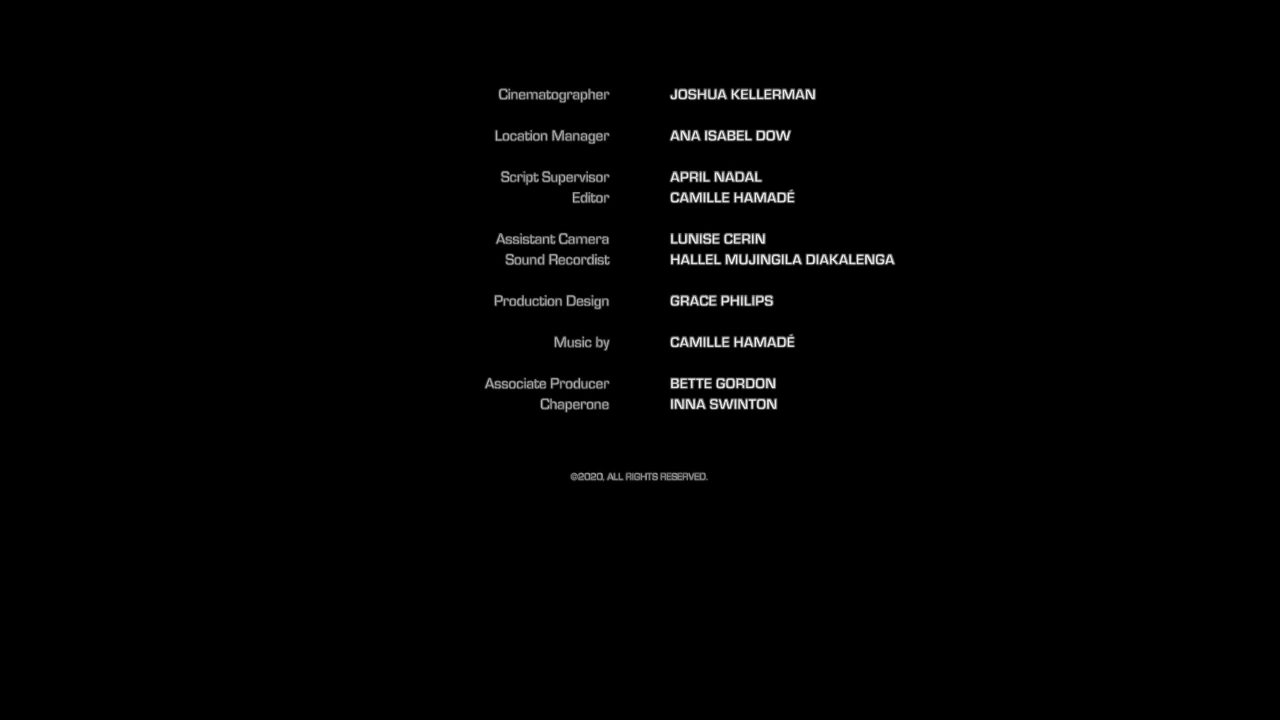 Cinematographer JOSHUA KELLERMAN
Location Manager ANA ISABEL DOW
Script Supervisor APRIL NADAL
Editor CAMILLE HAMADÉ
Assistant Camera LUNISE CERIN
Sound Recordist HALLEL MUJINGILA DIAKALENGA
Production Design GRACE PHILIPS
Music by CAMILLE HAMADÉ
Associate Producer BETTE GORDON
Chaperone INNA SWINTON
©2020, ALL RIGHTS RESERVED.